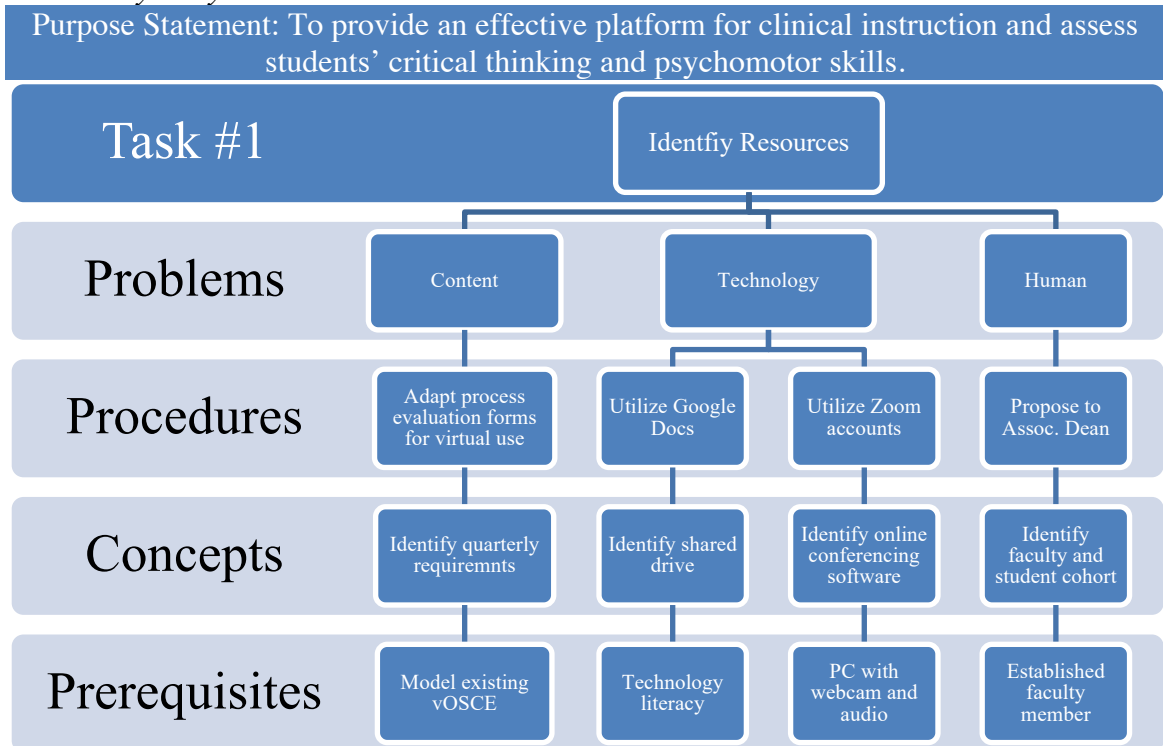 Purpose Statement: To provide an effective platform for clinical instruction and assess
students’ critical thinking and psychomotor skills.
Task #1
Identfiy Resources
Problems
Content
Technology
Human
Procedures
Adapt process
evaluation forms
for virtual use
Utilize Google
Docs
Utilize Zoom
accounts
Propose to
Assoc. Dean
Concepts
Identify quarterly
requiremnts
Identify shared
drive
Identify online
conferencing
software
Identify
faculty and
student cohort
Prerequisites
Model existing
vOSCE
Technology
literacy
PC with
webcam and
audio
Established
faculty
member